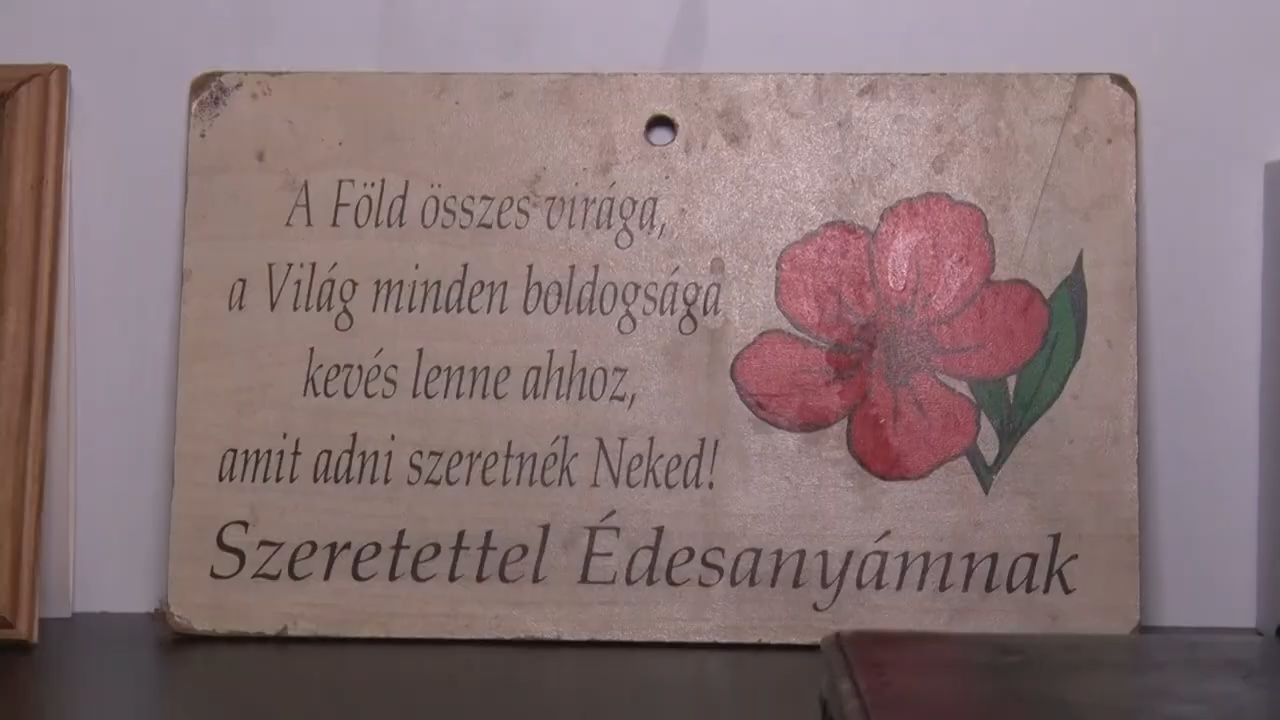 A Föld összes virága,
a Világ minden boldogsága
kevés lenne ahhoz,
amit adni szeretnék Neked!
Szeretettel Édesanyámnak